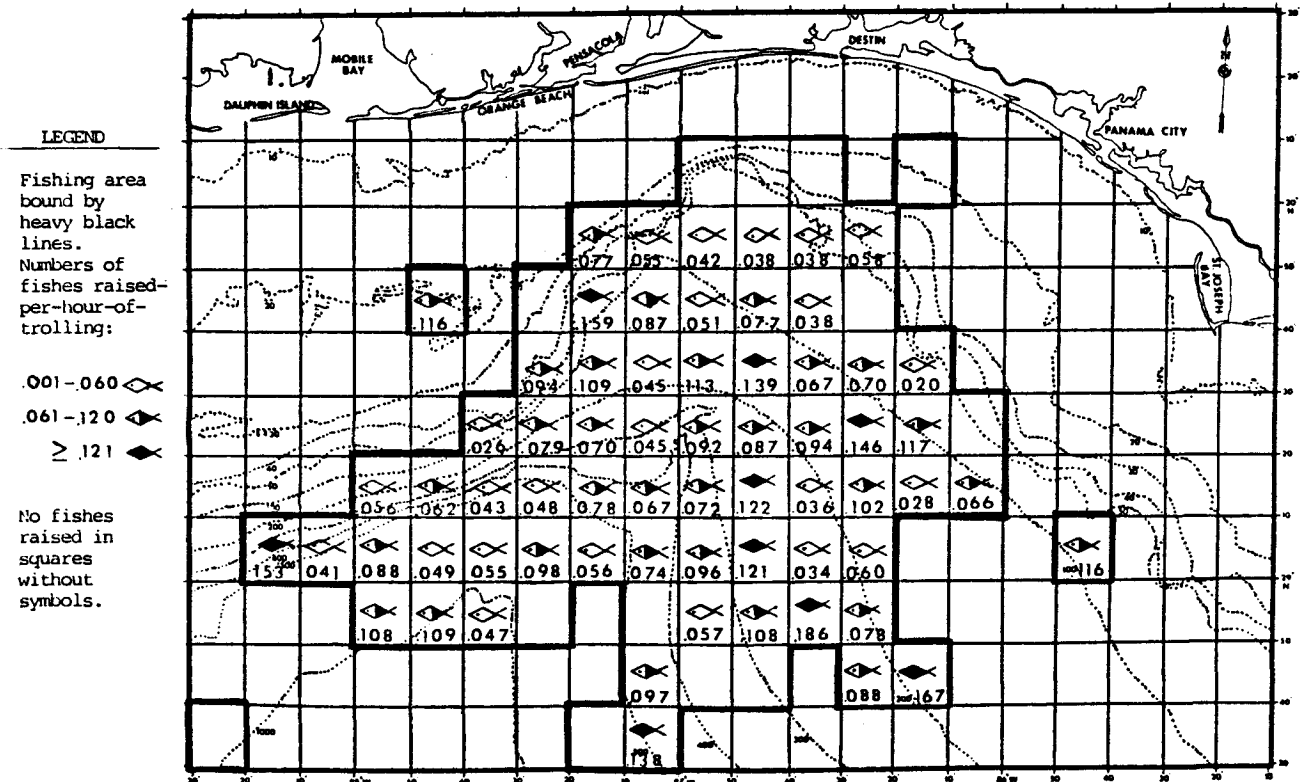 MOBILE
BAY
PENSACOLA
DESTIN
N
DAUPHIN ISLAND
ORANGE BEACH
PANAMA CITY
ST. JOSEPH
BAY
LEGEND
Fishing area
bound by
heavy black
lines.
Numbers of
fishes raised-
per-hour-of-
trolling:
.001-.060
.061-.120
≥ .121
No fishes
raised in
squares
without
symbols.
.077 .055 .042 .038 .038 .058
.116 .159 .087 .051 .077 .038
.094 .109 .045 .113 .139 .067 .070 .020
.026 .079 .070 .045 .092 .087 .094 .146 .117
.056 .062 .043 .048 .078 .067 .072 .122 .036 .102 .028 .066
.153 .041 .088 .049 .055 .098 .056 .074 .096 .121 .034 .060 .116
.108 .109 .047 .057 .108 .186 .078
.097 .088 .167
.138